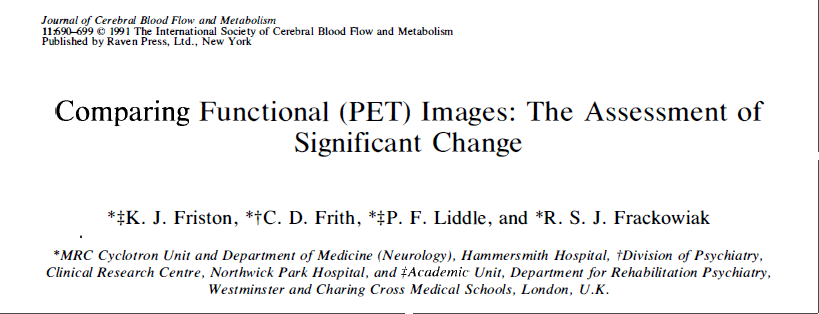 Journal of Cerebral Blood Flow and Metabolism
11:690–699 © 1991 The International Society of Cerebral Blood Flow and Metabolism
Published by Raven Press, Ltd., New York
Comparing Functional (PET) Images: The Assessment of
Significant Change
*‡K. J. Friston, *†C. D. Frith, *‡P. F. Liddle, and *R. S. J. Frackowiak
*MRC Cyclotron Unit and Department of Medicine (Neurology), Hammersmith Hospital, †Division of Psychiatry,
Clinical Research Centre, Northwick Park Hospital, and ‡Academic Unit, Department for Rehabilitation Psychiatry,
Westminster and Charing Cross Medical Schools, London, U.K.